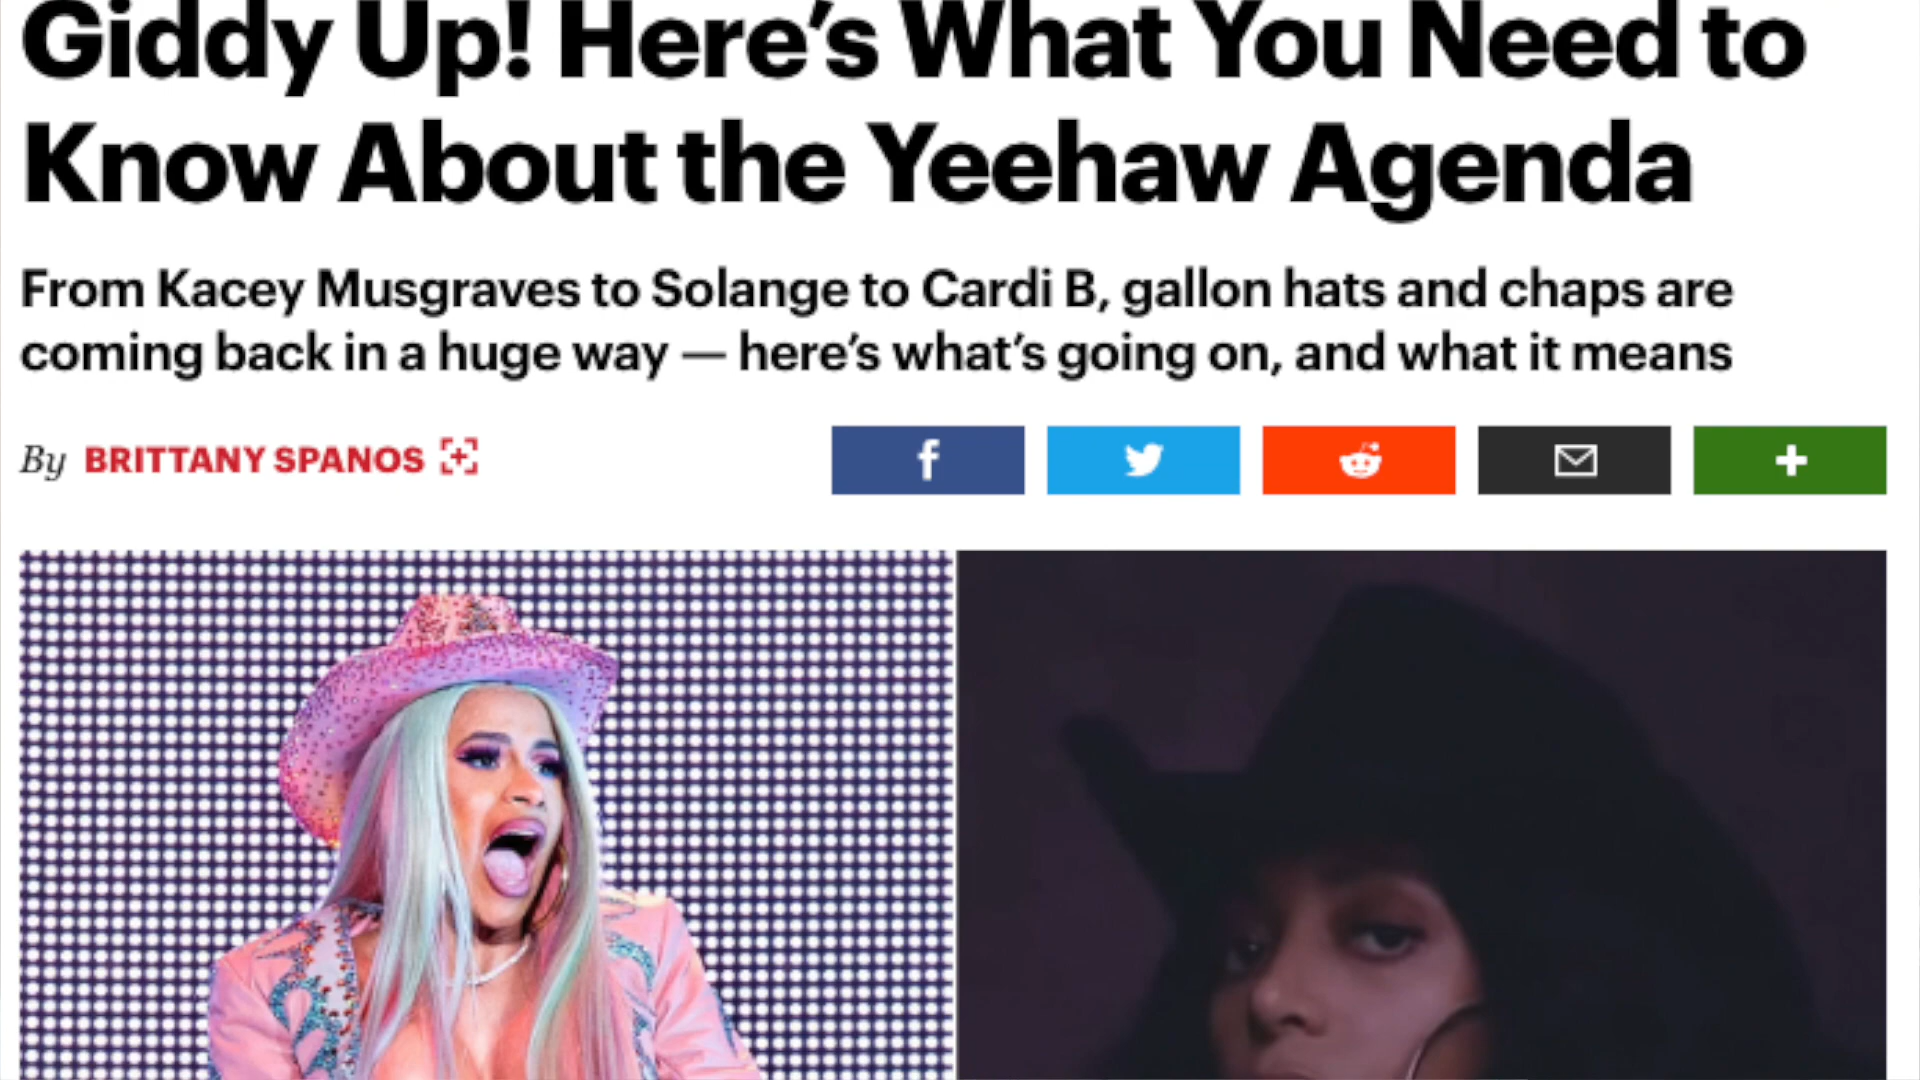 Giddy Up! Here’s What You Need to
Know About the Yeehaw Agenda
From Kacey Musgraves to Solange to Cardi B, gallon hats and chaps are
coming back in a huge way — here’s what’s going on, and what it means
By BRITTANY SPANOS